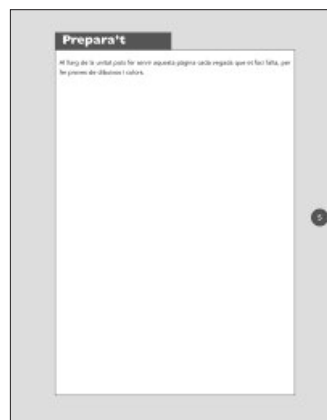 Prepara't
Al llarg de la unitat pots fer servir aquesta pàgina cada vegada que et faci falta, per
fer proves de dibuixos i colors.
5